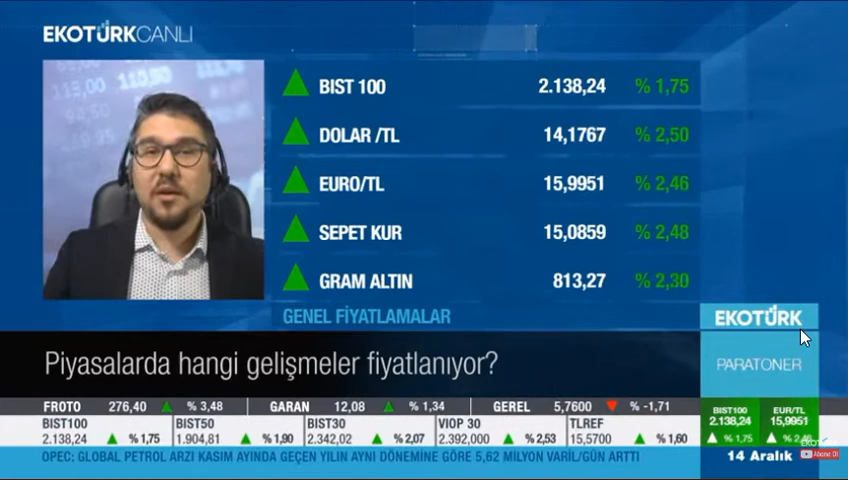 EKOTÜRK CANLI
BIST 100 2.138,24 % 1,75
DOLAR /TL 14,1767 % 2,50
EURO/TL 15,9951 % 2,46
SEPET KUR 15,0859 % 2,48
GRAM ALTIN 813,27 % 2,30
GENEL FİYATLAMALAR
EKOTÜRK
Piyasalarda hangi gelişmeler fiyatlanıyor?
PARATONER
FROTO 276,40 % 3,48 GARAN 12,08 % 1,34 GEREL 5,7600 % -1,71
BIST100 BIST50 BIST30 VIOP 30 TLREF
2.138,24 % 1,75 1.904,81 % 1,90 2.342,02 % 2,07 2.392,000 % 2,53 15,5700 % 1,60
BIST100 EUR/TL
2.138,24 15,9951
% 1,75 % 2,46
OPEC: GLOBAL PETROL ARZI KASIM AYINDA GEÇEN YILIN AYNI DÖNEMİNE GÖRE 5,62 MİLYON VARİL/GÜN ARTTI
14 Aralık
Abone Ol